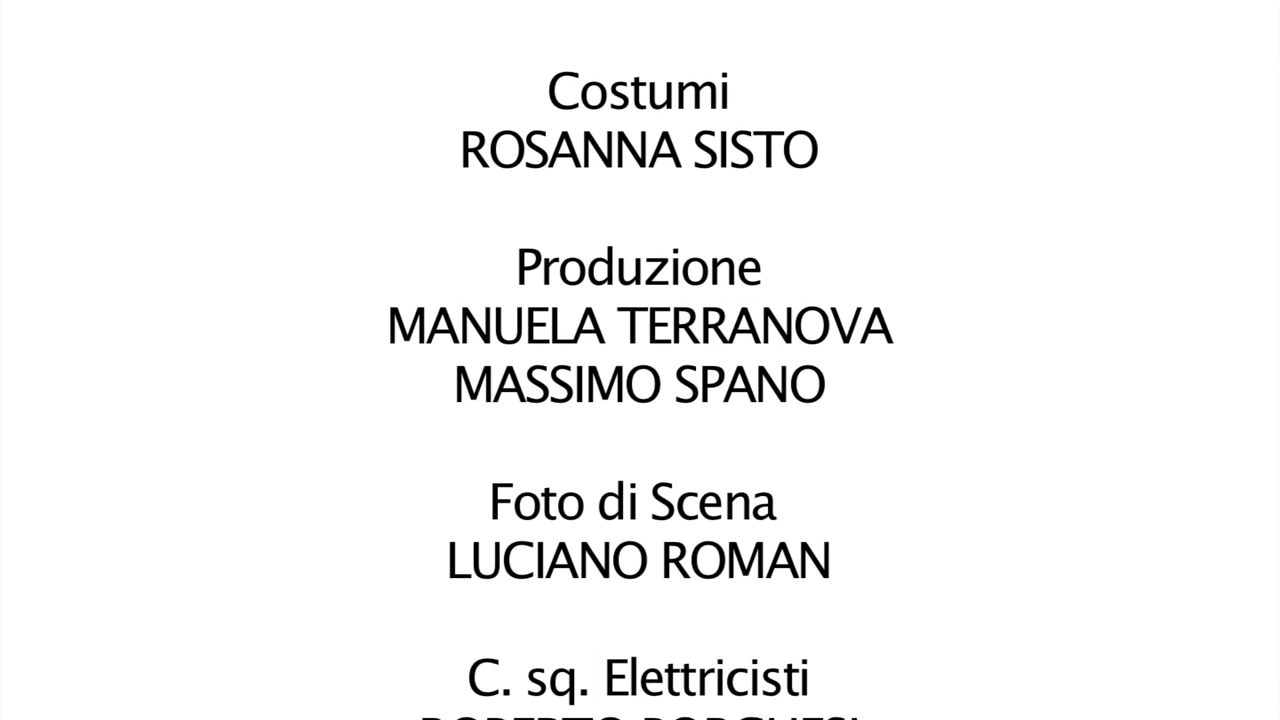 Costumi
ROSANNA SISTO
Produzione
MANUELA TERRANOVA
MASSIMO SPANO
Foto di Scena
LUCIANO ROMAN
C. sq. Elettricisti